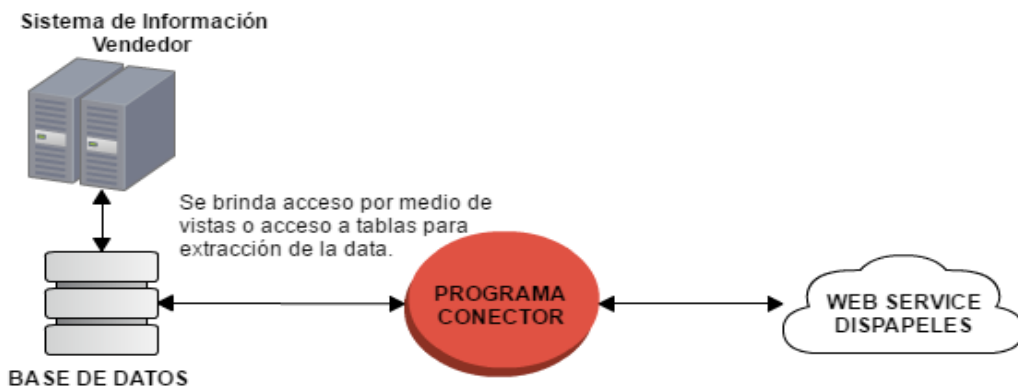 Sistema de Información
Vendedor
Se brinda acceso por medio de
vistas o acceso a tablas para
extracción de la data.
PROGRAMA
CONECTOR
WEB SERVICE
DISPAPELES
BASE DE DATOS